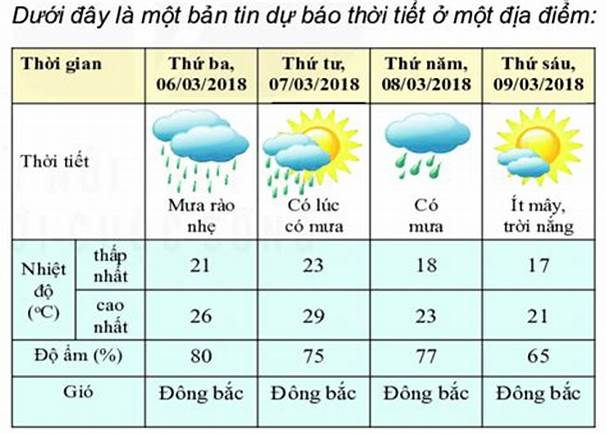 Dưới đây là một bản tin dự báo thời tiết ở một địa điểm:
Thời gian
Thứ ba,
06/03/2018
Thứ tư,
07/03/2018
Thứ năm,
08/03/2018
Thứ sáu,
09/03/2018
Thời tiết
Mưa rào
nhẹ
Có lúc
có mưa
Có
mưa
Ít mây,
trời nắng
Nhiệt
độ
(°C)
thấp
nhất
21
23
18
17
cao
nhất
26
29
23
21
Độ ẩm (%)
80
75
77
65
Gió
Đông bắc
Đông bắc
Đông bắc
Đông bắc